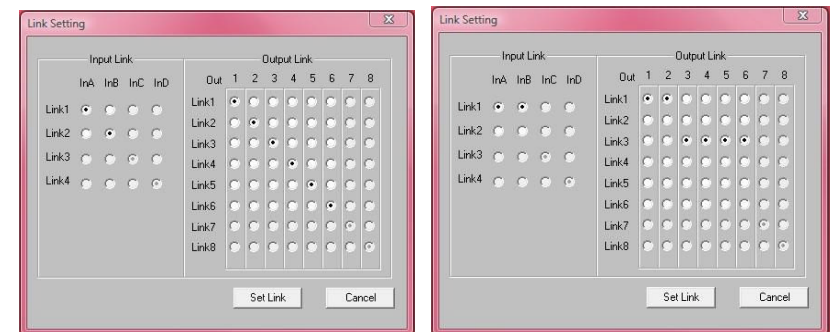 Link Setting
Input Link
InA InB InC InD
Link1
Link2
Link3
Link4
Output Link
Out 1 2 3 4 5 6 7 8
Link1
Link2
Link3
Link4
Link5
Link6
Link7
Link8
Set Link
Cancel
Link Setting
Input Link
InA InB InC InD
Link1
Link2
Link3
Link4
Output Link
Out 1 2 3 4 5 6 7 8
Link1
Link2
Link3
Link4
Link5
Link6
Link7
Link8
Set Link
Cancel